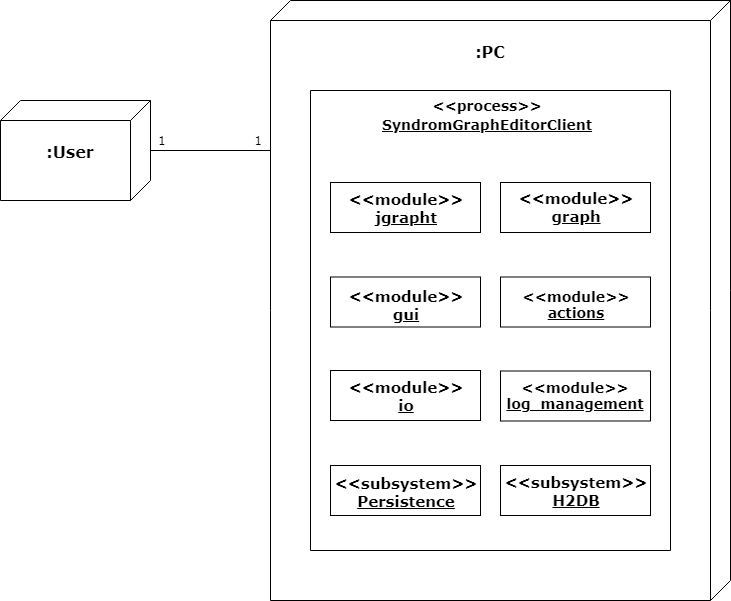 :PC
<<process>>
SyndromGraphEditorClient
:User
1
1
<<module>>
jgrapht
<<module>>
graph
<<module>>
gui
<<module>>
actions
<<module>>
io
<<module>>
log_management
<<subsystem>>
Persistence
<<subsystem>>
H2DB